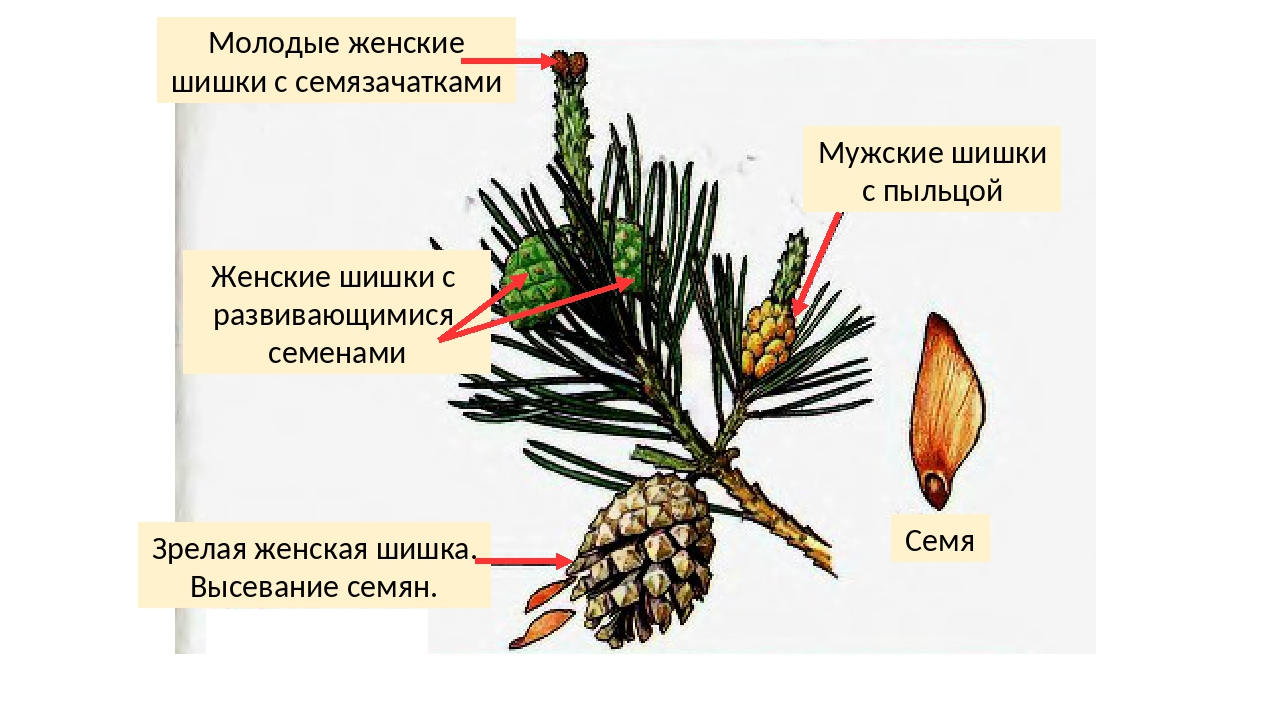 Молодые женские
шишки с семязачатками
Мужские шишки
с пыльцой
Женские шишки с
развивающимися
семенами
Зрелая женская шишка.
Высевание семян.
Семя